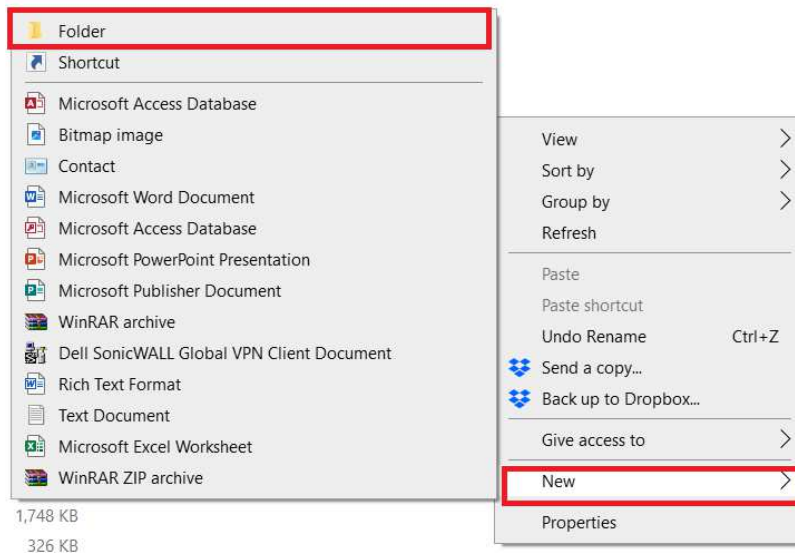 Folder
Shortcut
Microsoft Access Database
Bitmap image
Contact
Microsoft Word Document
Microsoft Access Database
Microsoft PowerPoint Presentation
Microsoft Publisher Document
WinRAR archive
Dell SonicWALL Global VPN Client Document
Rich Text Format
Text Document
Microsoft Excel Worksheet
WinRAR ZIP archive
1,748 KB
326 KB
View
Sort by
Group by
Refresh
Paste
Paste shortcut
Undo Rename Ctrl+Z
Send a copy...
Back up to Dropbox...
Give access to
New
Properties